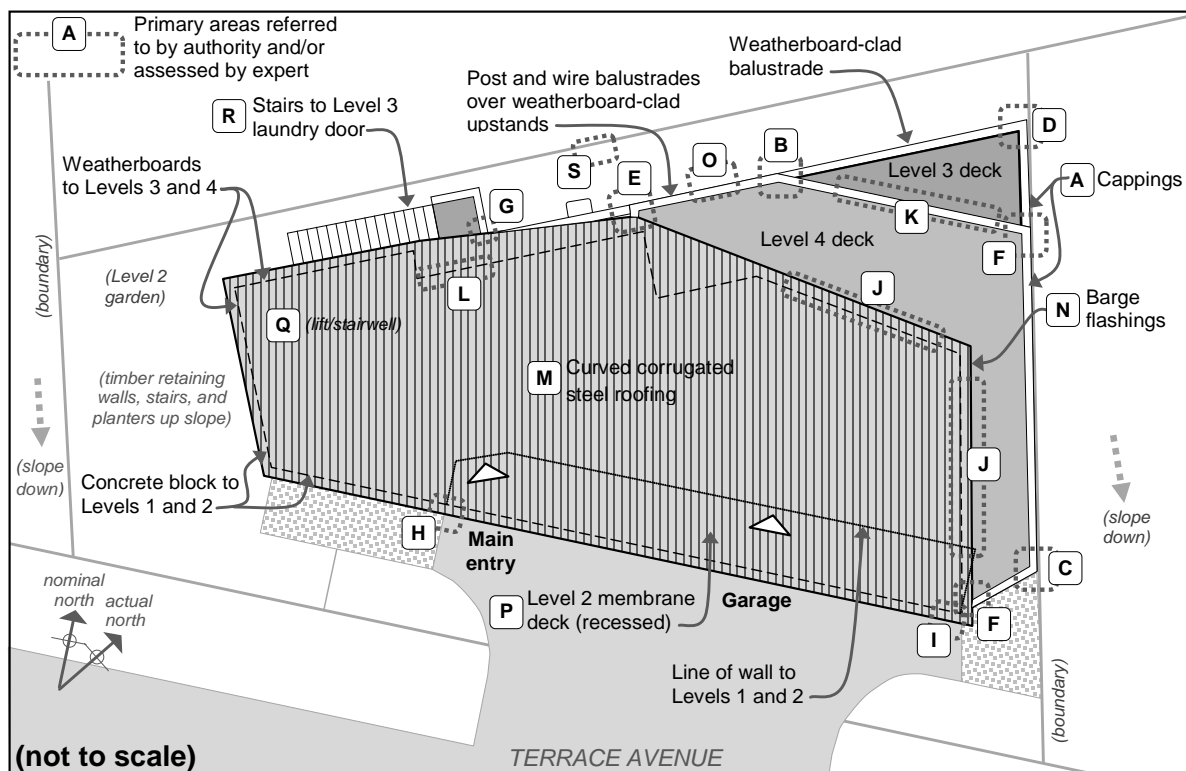 A
Primary areas referred
to by authority and/or
assessed by expert
Weatherboard-clad
balustrade
Post and wire balustrades
over weatherboard-clad
upstands
R
Stairs to Level 3
laundry door
D
S
B
O
E
Weatherboards
to Levels 3 and 4
Level 3 deck
A
Cappings
G
K
Level 4 deck
F
(boundary)
(Level 2
garden)
L
J
Q
(lift/stairwell)
N
Barge
flashings
(timber retaining
walls, stairs, and
planters up slope)
M
Curved corrugated
steel roofing
J
(slope
down)
Concrete block to
Levels 1 and 2
(slope
down)
H
Main
entry
C
nominal
north
actual
north
P
Level 2 membrane
deck (recessed)
Garage
I
F
Line of wall to
Levels 1 and 2
(boundary)
(not to scale)
TERRACE AVENUE